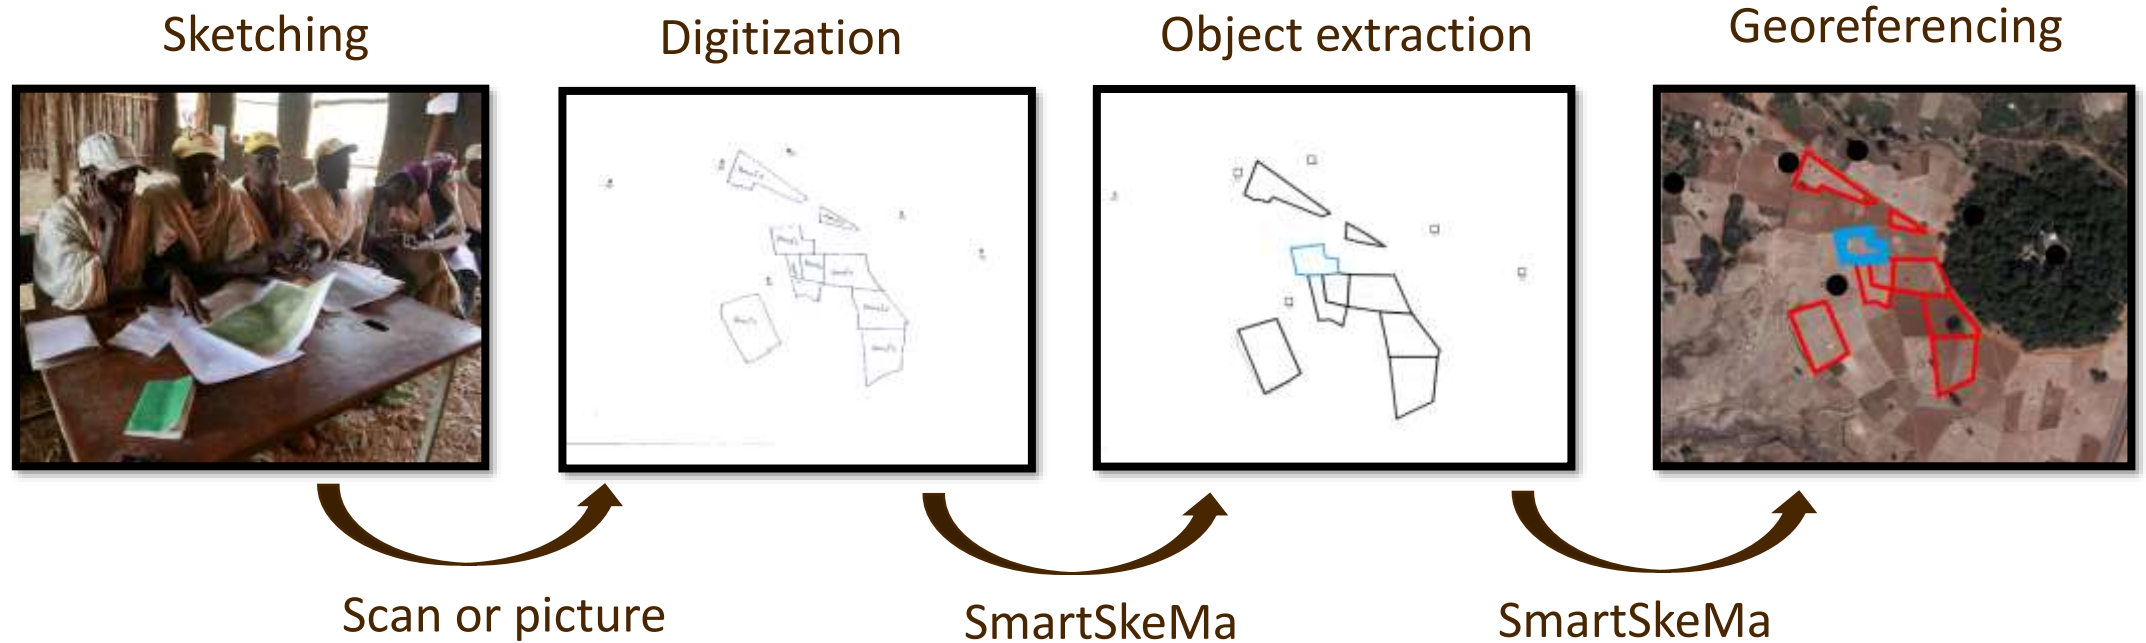 Sketching
Digitization
Object extraction
Georeferencing
Scan or picture
SmartSkeMa
SmartSkeMa